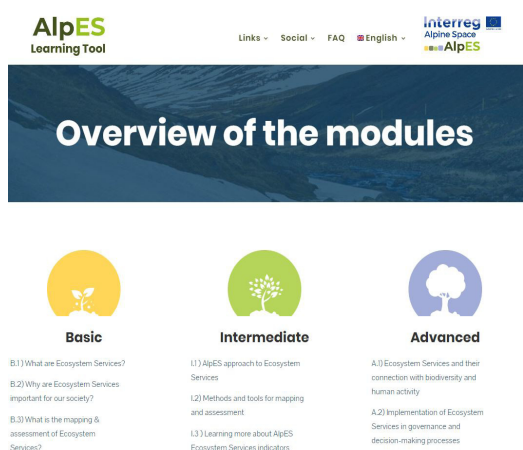 AlpES
Learning Tool
Links
Social
FAQ
English
Interreg
Alpine Space
AlpES
Overview of the modules
Basic
B.1 ) What are Ecosystem Services?
B.2) Why are Ecosystem Services
important for our society?
B.3) What is the mapping &
assessment of Ecosystem
Services?
Intermediate
I.1 ) AlpES approach to Ecosystem
Services
I.2) Methods and tools for mapping
and assessment
I.3 ) Learning more about AlpES
Ecosystem Services indicators
Advanced
A.1) Ecosystem Services and their
connection with biodiversity and
human activity
A.2) Implementation of Ecosystem
Services in governance and
decision-making processes